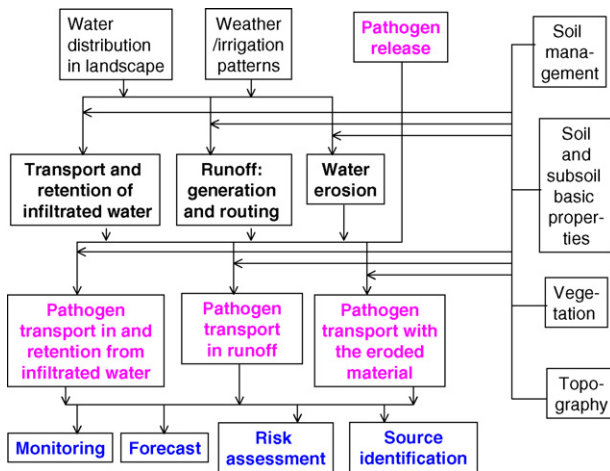 Water
distribution
in landscape
Weather
/irrigation
patterns
Pathogen
release
Soil
mana-
gement
Transport and
retention of
infiltrated water
Runoff:
generation
and routing
Water
erosion
Soil
and
subsoil
basic
proper-
ties
Pathogen
transport in and
retention from
infiltrated water
Pathogen
transport
in runoff
Pathogen
transport with
the eroded
material
Vege-
tation
Topo-
graphy
Monitoring
Forecast
Risk
assessment
Source
identification